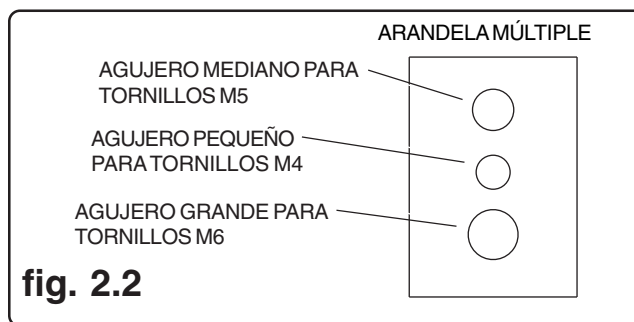 ARANDELA MÚLTIPLE
AGUJERO MEDIANO PARA
TORNILLOS M5
AGUJERO PEQUEÑO
PARA TORNILLOS M4
AGUJERO GRANDE PARA
TORNILLOS M6
fig. 2.2